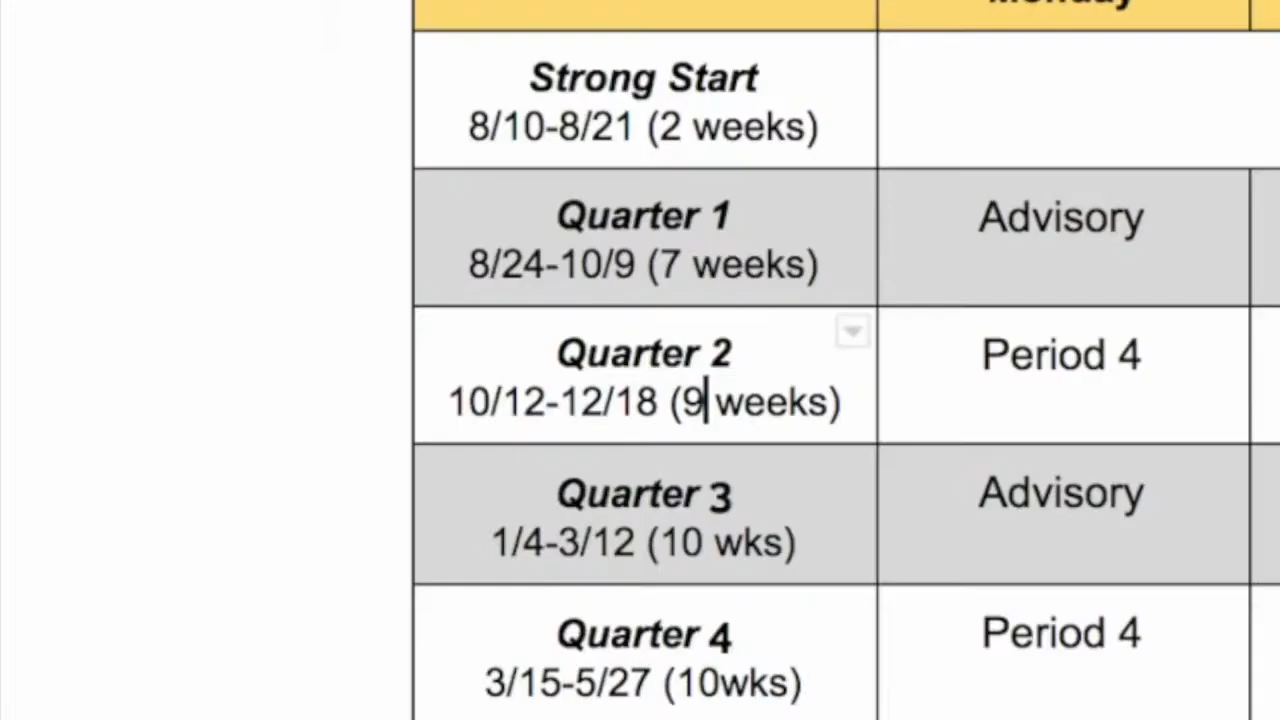 Monday
Strong Start
8/10-8/21 (2 weeks)
Quarter 1
8/24-10/9 (7 weeks)
Advisory
Quarter 2
10/12-12/18 (9 weeks)
Period 4
Quarter 3
1/4-3/12 (10 wks)
Advisory
Quarter 4
3/15-5/27 (10wks)
Period 4